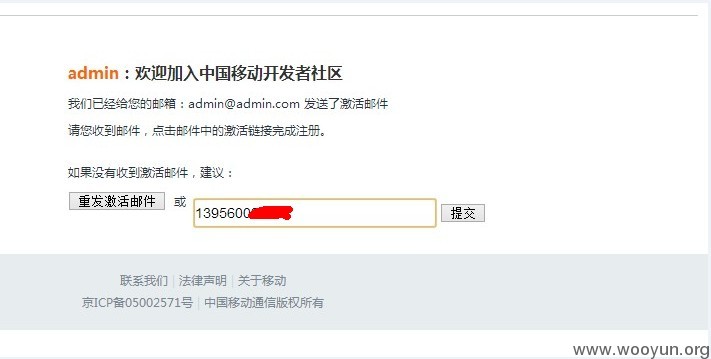 admin：欢迎加入中国移动开发者社区
我们已经给您的邮箱：admin@admin.com 发送了激活邮件
请您收到邮件，点击邮件中的激活链接完成注册。
如果没有收到激活邮件，建议：
重发激活邮件 或 1395600 提交
联系我们 | 法律声明 | 关于移动
京ICP备05002571号 | 中国移动通信版权所有
www.wooyun.org